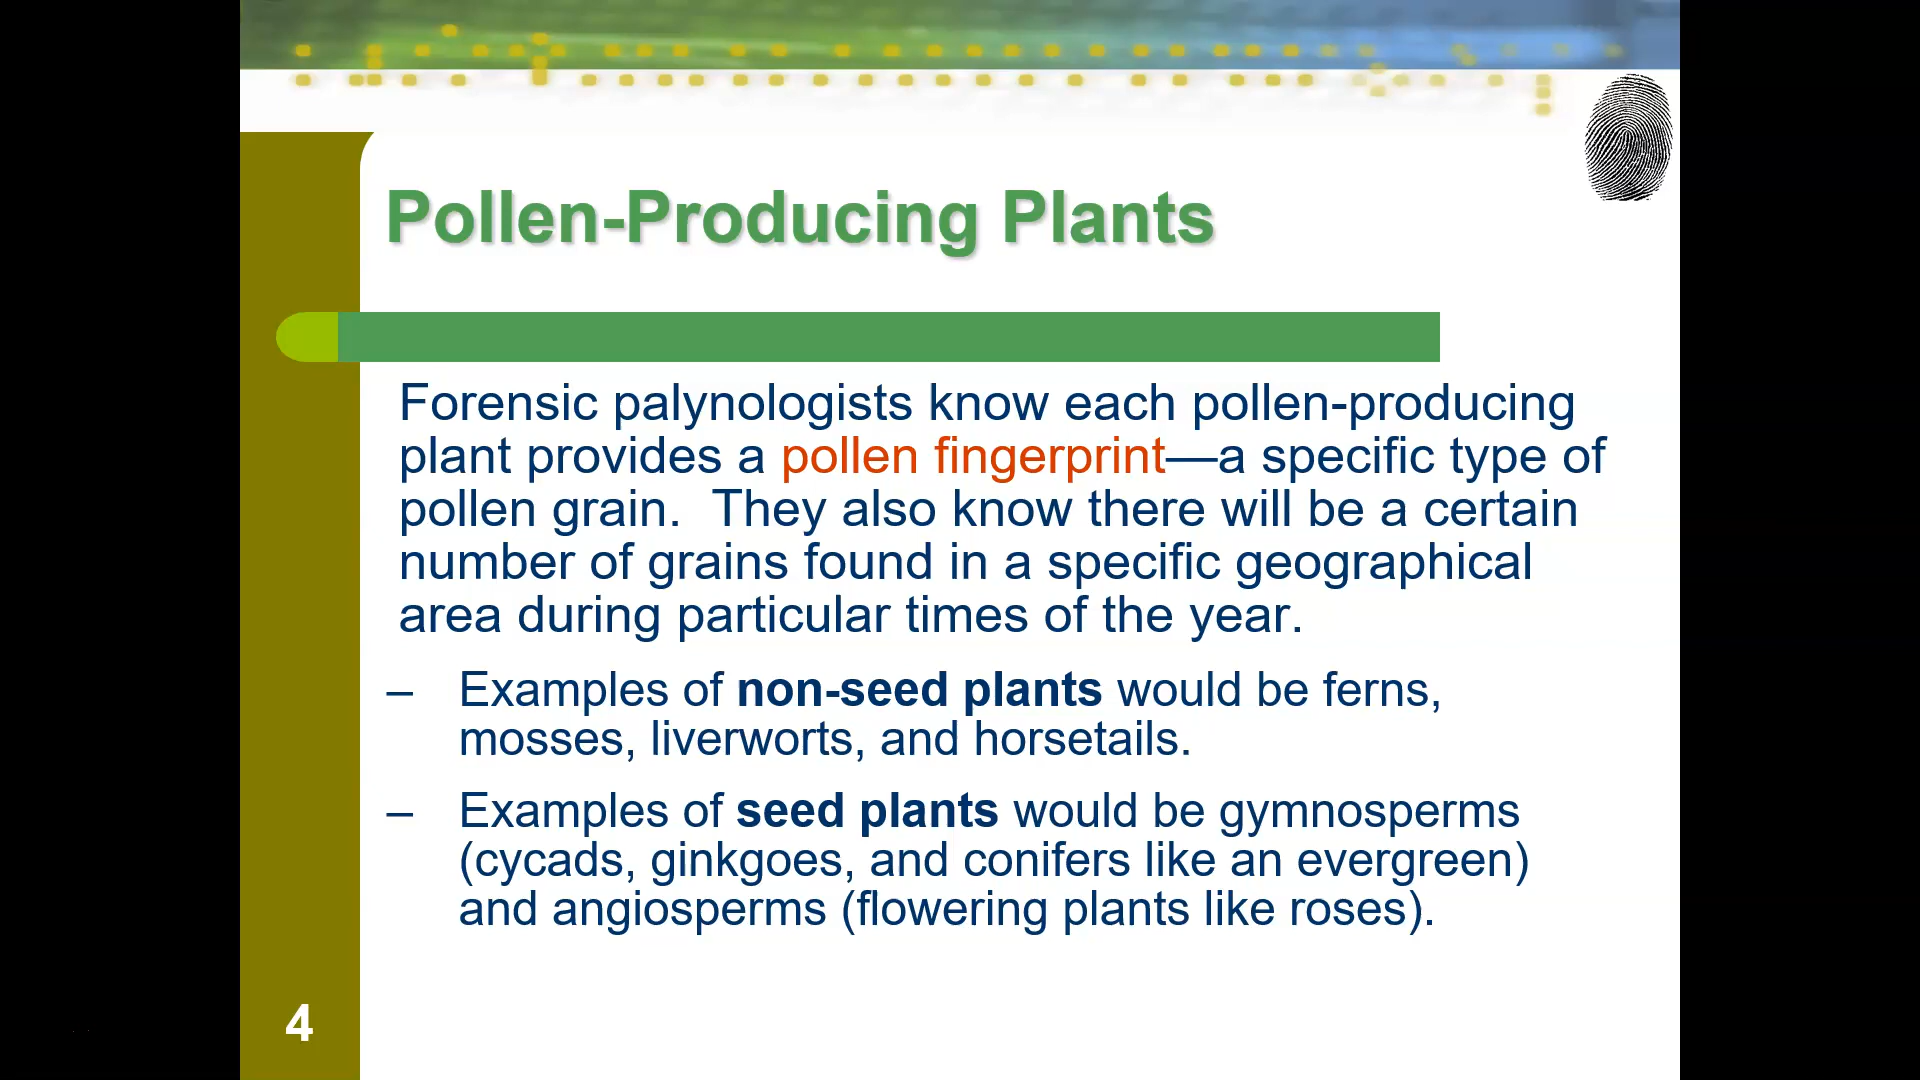 Pollen-Producing Plants
Forensic palynologists know each pollen-producing
plant provides a pollen fingerprint—a specific type of
pollen grain.  They also know there will be a certain
number of grains found in a specific geographical
area during particular times of the year.
– Examples of non-seed plants would be ferns,
mosses, liverworts, and horsetails.
– Examples of seed plants would be gymnosperms
(cycads, ginkgoes, and conifers like an evergreen)
and angiosperms (flowering plants like roses).
4